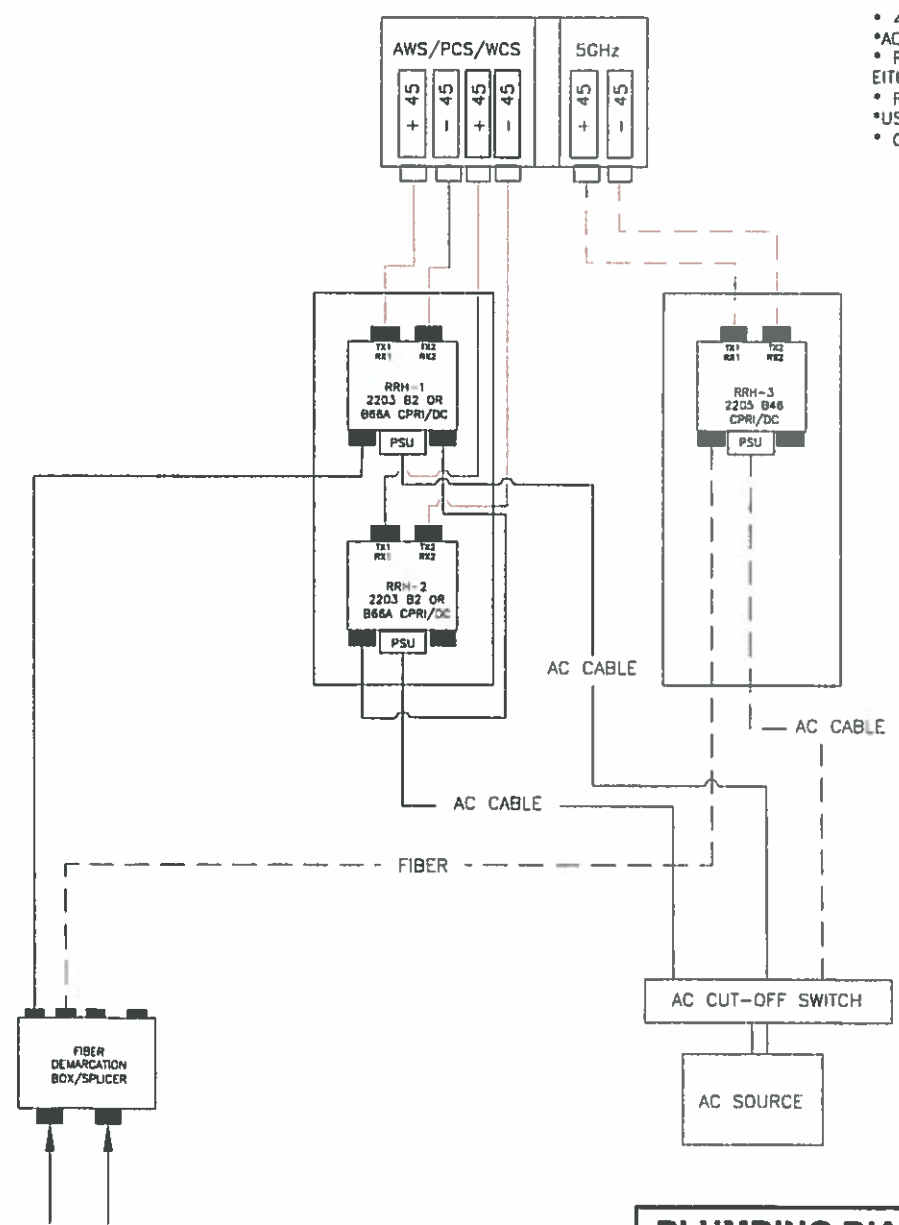 AWS/PCS/WCS
5GHz
+ 45
- 45
+ 45
- 45
+ 45
- 45
TX1
RX1
TX2
RX2
RRH-1
2203 B2 OR
B66A CPRI/DC
PSU
TX1
RX1
TX2
RX2
RRH-3
2205 B46
CPRI/DC
PSU
TX1
RX1
TX2
RX2
RRH-2
2203 B2 OR
B66A CPRI/DC
PSU
AC CABLE
AC CABLE
AC CABLE
FIBER
AC CUT-OFF SWITCH
FIBER
DEMARCATION
BOX/SPLICER
AC SOURCE